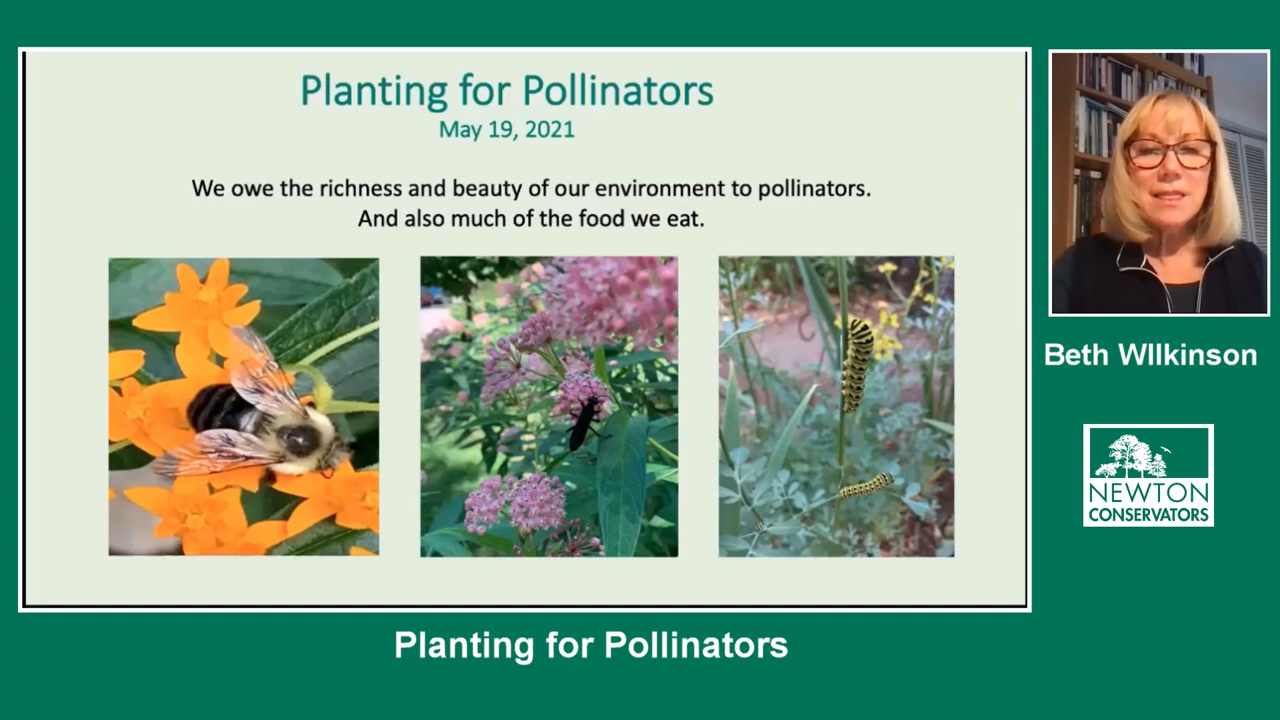 Planting for Pollinators
May 19, 2021
We owe the richness and beauty of our environment to pollinators.
And also much of the food we eat.
Beth WIlkinson
NEWTON
CONSERVATORS
Planting for Pollinators